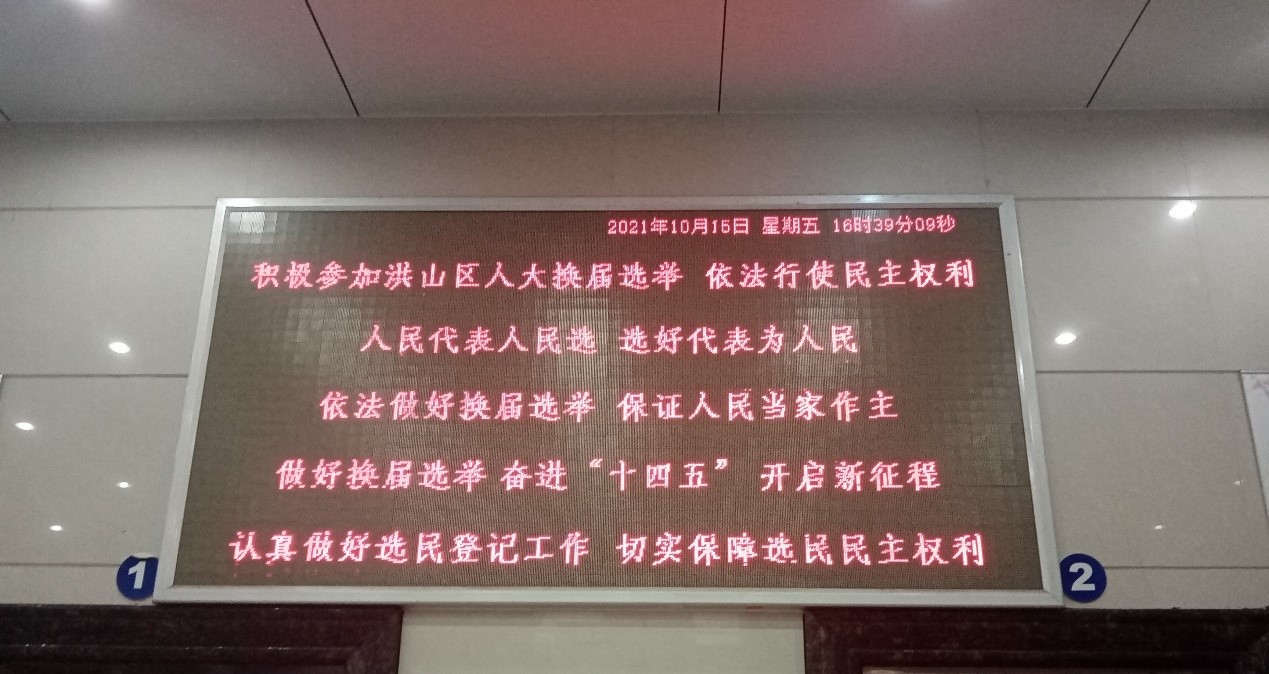 2021年10月15日 星期五 16时39分09秒
积极参加洪山区人大换届选举 依法行使民主权利
人民代表人民选 选好代表为人民
依法做好换届选举 保证人民当家作主
做好换届选举 奋进“十四五” 开启新征程
认真做好选民登记工作 切实保障选民民主权利
1
2